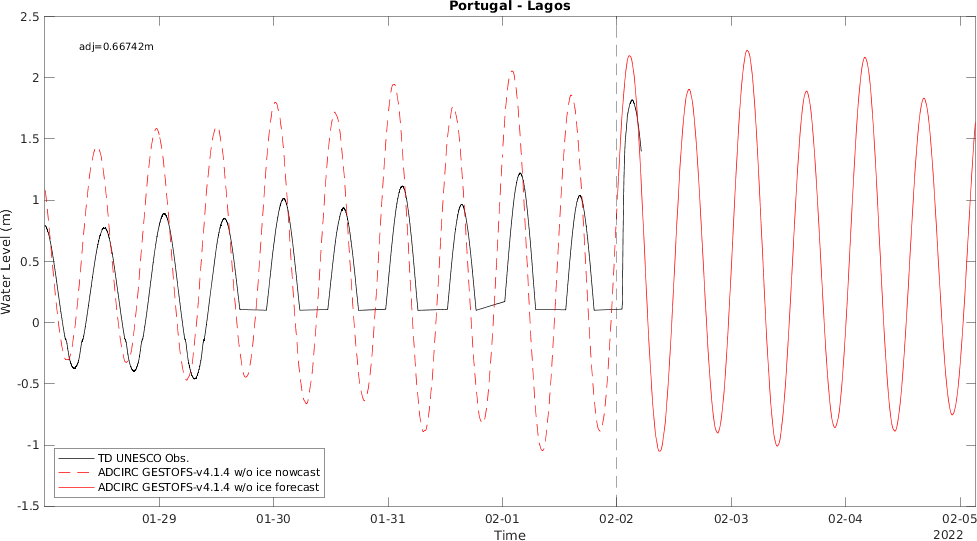 Portugal - Lagos
adj=0.66742m
Water Level (m)
2.5
2
1.5
1
0.5
0
-0.5
-1
-1.5
TD UNESCO Obs.
ADCIRC GESTOFS-v4.1.4 w/o ice nowcast
ADCIRC GESTOFS-v4.1.4 w/o ice forecast
01-29 01-30 01-31 02-01 02-02 02-03 02-04 02-05
Time
2022